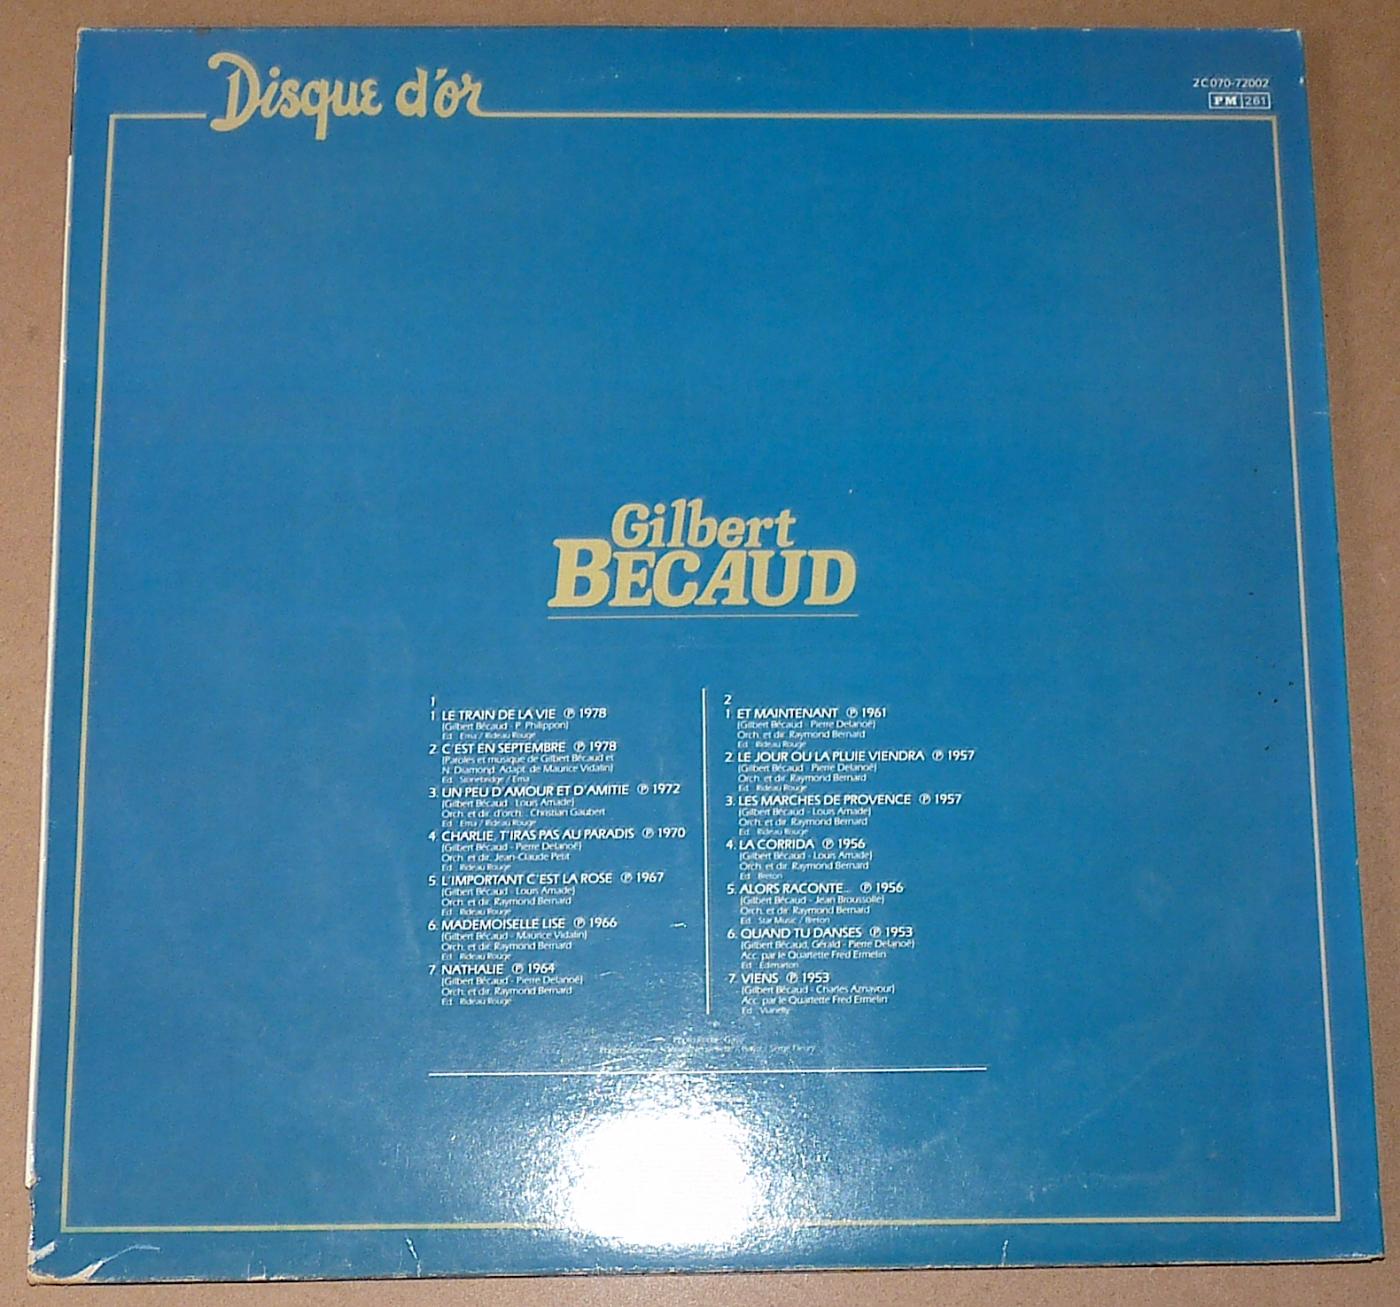 Disque d'or
2C070-72002
PM 261
Gilbert
BECAUD
1
1 LE TRAIN DE LA VIE ℗ 1978
(Gilbert Bécaud - P. Philippon)
Ed : Ema / Rideau Rouge
2. C'EST EN SEPTEMBRE ℗ 1978
(Paroles et musique de Gilbert Bécaud et
N. Diamond. Adapt. de Maurice Vidalin)
Ed : Stonebridge / Ema
3. UN PEU D'AMOUR ET D'AMITIE ℗ 1972
(Gilbert Bécaud - Louis Amade)
Orch. et dir. d'orch. : Christian Gaubert
Ed : Ema / Rideau Rouge
4. CHARLIE, T'IRAS PAS AU PARADIS ℗ 1970
(Gilbert Bécaud - Pierre Delanoë)
Orch. et dir. Jean-Claude Petit
Ed : Rideau Rouge
5. L'IMPORTANT C'EST LA ROSE ℗ 1967
(Gilbert Bécaud - Louis Amade)
Orch. et dir. Raymond Bernard
Ed : Rideau Rouge
6. MADEMOISELLE LISE ℗ 1966
(Gilbert Bécaud - Maurice Vidalin)
Orch. et dir. Raymond Bernard
Ed : Rideau Rouge
7. NATHALIE ℗ 1964
(Gilbert Bécaud - Pierre Delanoë)
Orch. et dir. Raymond Bernard
Ed : Rideau Rouge
2
1 ET MAINTENANT ℗ 1961
(Gilbert Bécaud - Pierre Delanoë)
Orch. et dir. Raymond Bernard
Ed : Rideau Rouge
2. LE JOUR OU LA PLUIE VIENDRA ℗ 1957
(Gilbert Bécaud - Pierre Delanoë)
Orch. et dir. Raymond Bernard
Ed : Rideau Rouge
3. LES MARCHES DE PROVENCE ℗ 1957
(Gilbert Bécaud - Louis Amade)
Orch. et dir. Raymond Bernard
Ed : Rideau Rouge
4. LA CORRIDA ℗ 1956
(Gilbert Bécaud - Louis Amade)
Orch. et dir. Raymond Bernard
Ed : Breton
5. ALORS RACONTE... ℗ 1956
(Gilbert Bécaud - Jean Broussolle)
Orch. et dir. Raymond Bernard
Ed : Star Music / Breton
6. QUAND TU DANSES ℗ 1953
(Gilbert Bécaud, Gérald - Pierre Delanoë)
Acc. par le Quartette Fred Ermelin
Ed : Edimarton
7. VIENS ℗ 1953
(Gilbert Bécaud - Charles Aznavour)
Acc. par le Quartette Fred Ermelin
Ed : Vianelly